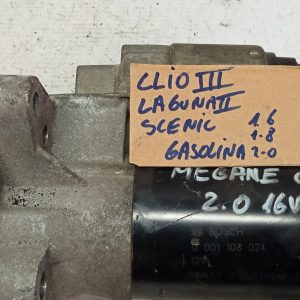 CLIO III
LAGUNA II
SCENIC 1.6
1.8
GASOLINA 2.0
MEGANE
2.0 16V
BOSCH
0 001 108 024
12V